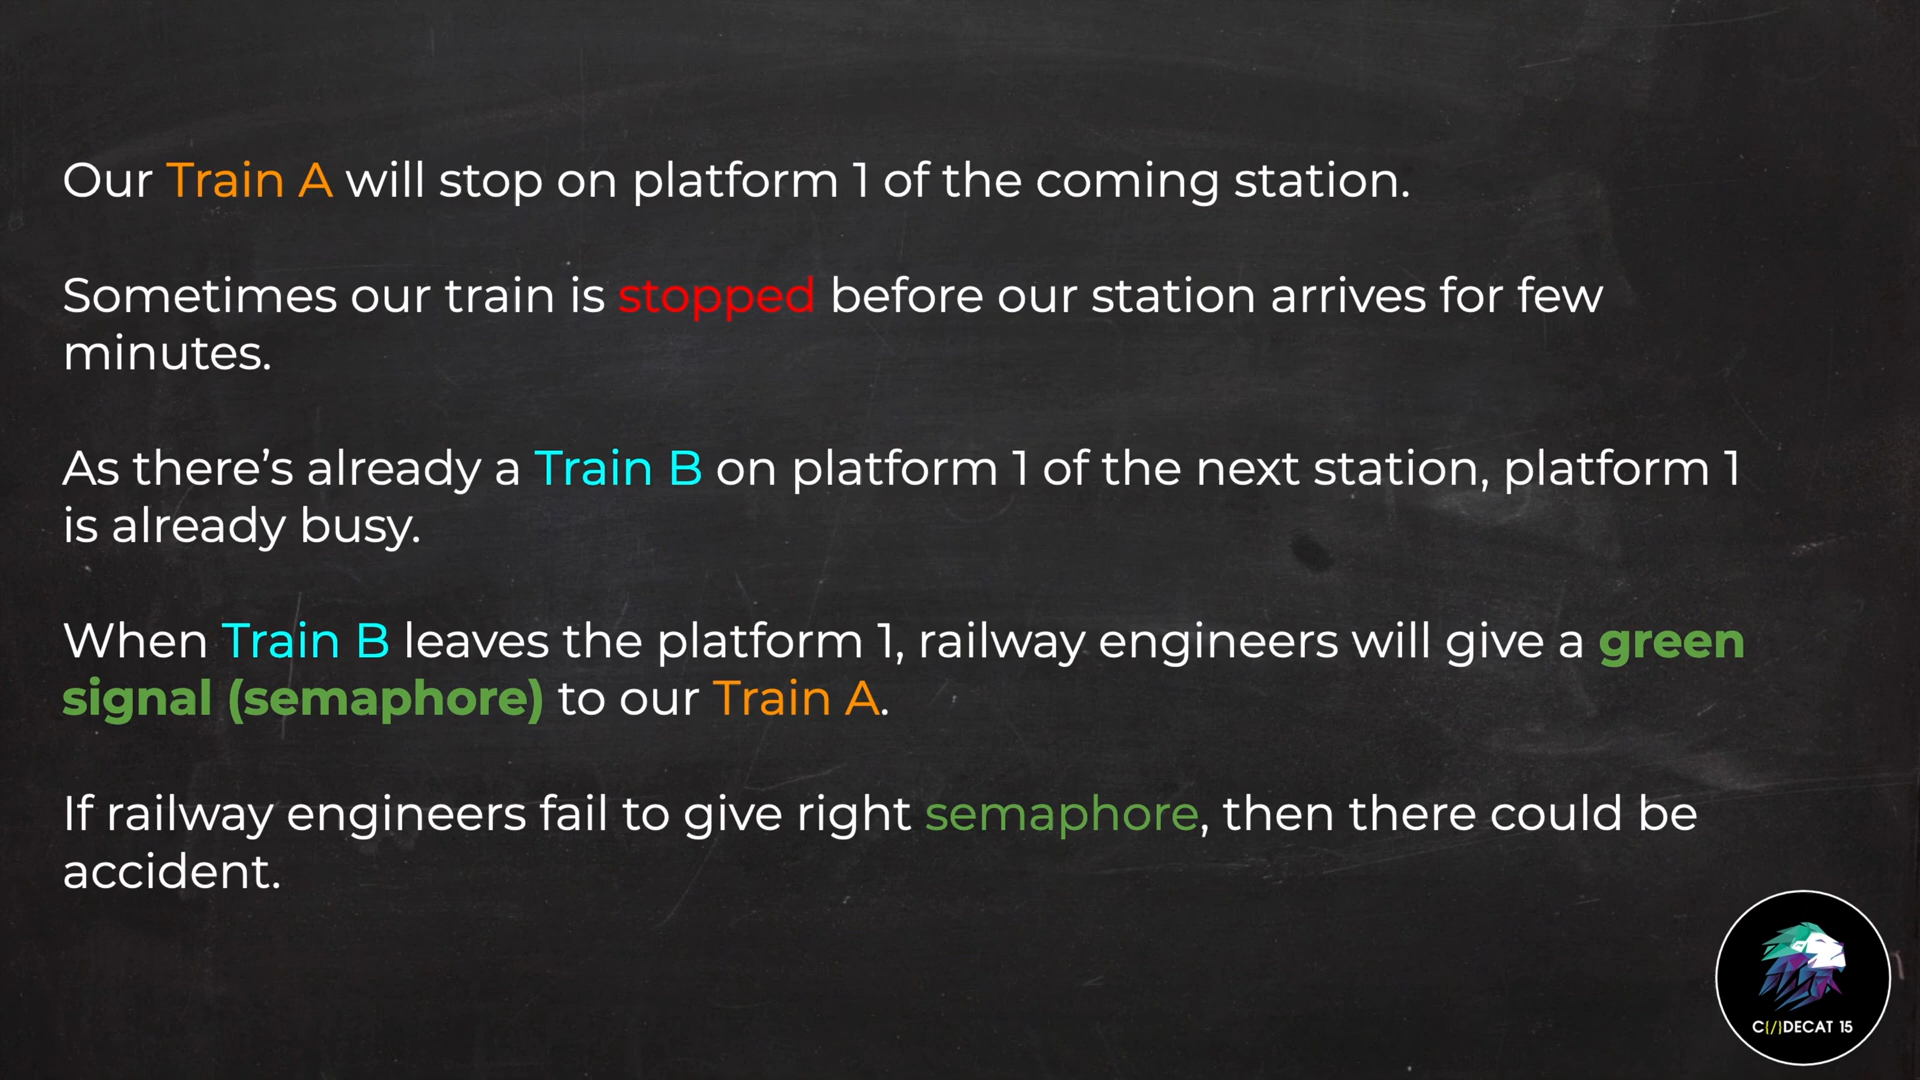 Our Train A will stop on platform 1 of the coming station.
Sometimes our train is stopped before our station arrives for few
minutes.
As there’s already a Train B on platform 1 of the next station, platform 1
is already busy.
When Train B leaves the platform 1, railway engineers will give a green
signal (semaphore) to our Train A.
If railway engineers fail to give right semaphore, then there could be
accident.
C{/}DECAT 15